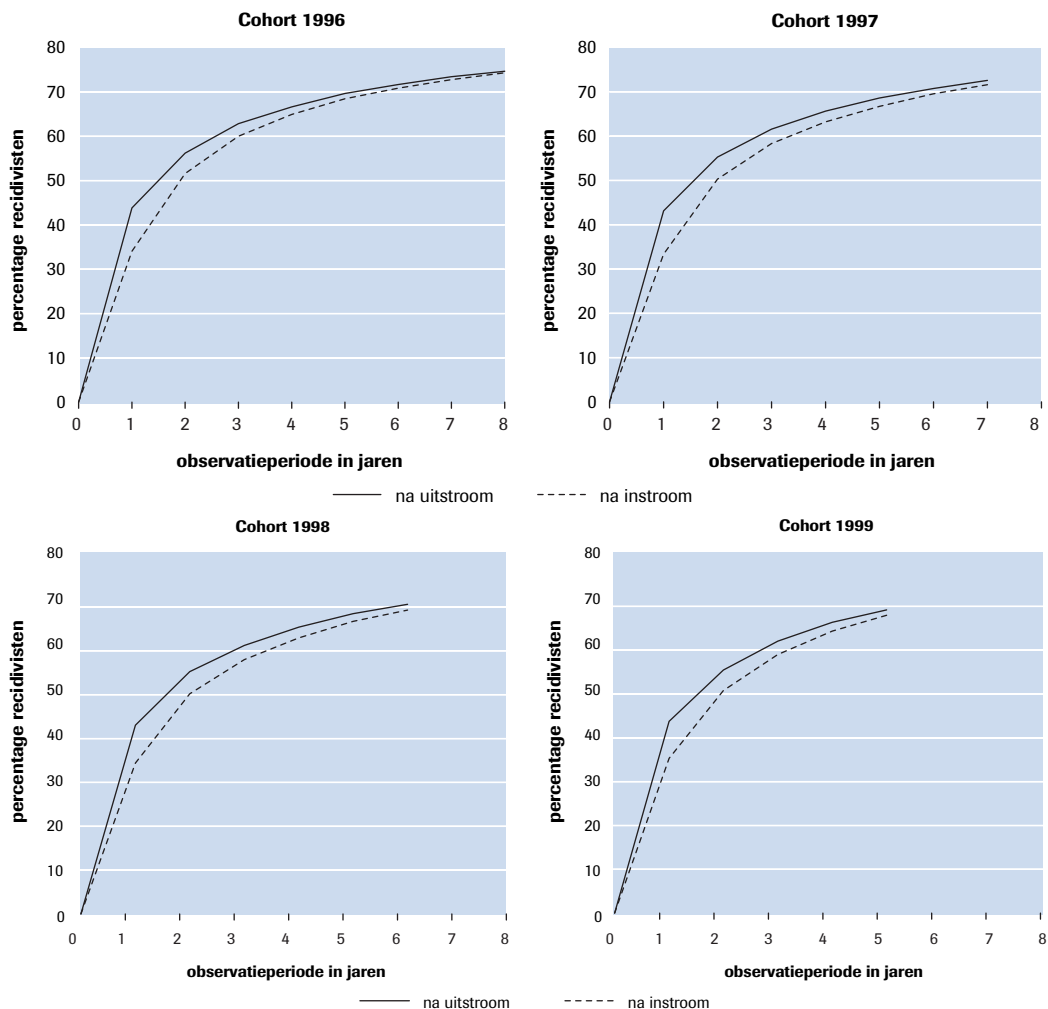 Cohort 1996
percentage recidivisten
80
70
60
50
40
30
20
10
0
0 1 2 3 4 5 6 7 8
observatieperiode in jaren
Cohort 1997
percentage recidivisten
80
70
60
50
40
30
20
10
0
0 1 2 3 4 5 6 7 8
observatieperiode in jaren
na uitstroom na instroom
Cohort 1998
percentage recidivisten
80
70
60
50
40
30
20
10
0
0 1 2 3 4 5 6 7 8
observatieperiode in jaren
Cohort 1999
percentage recidivisten
80
70
60
50
40
30
20
10
0
0 1 2 3 4 5 6 7 8
observatieperiode in jaren
na uitstroom na instroom